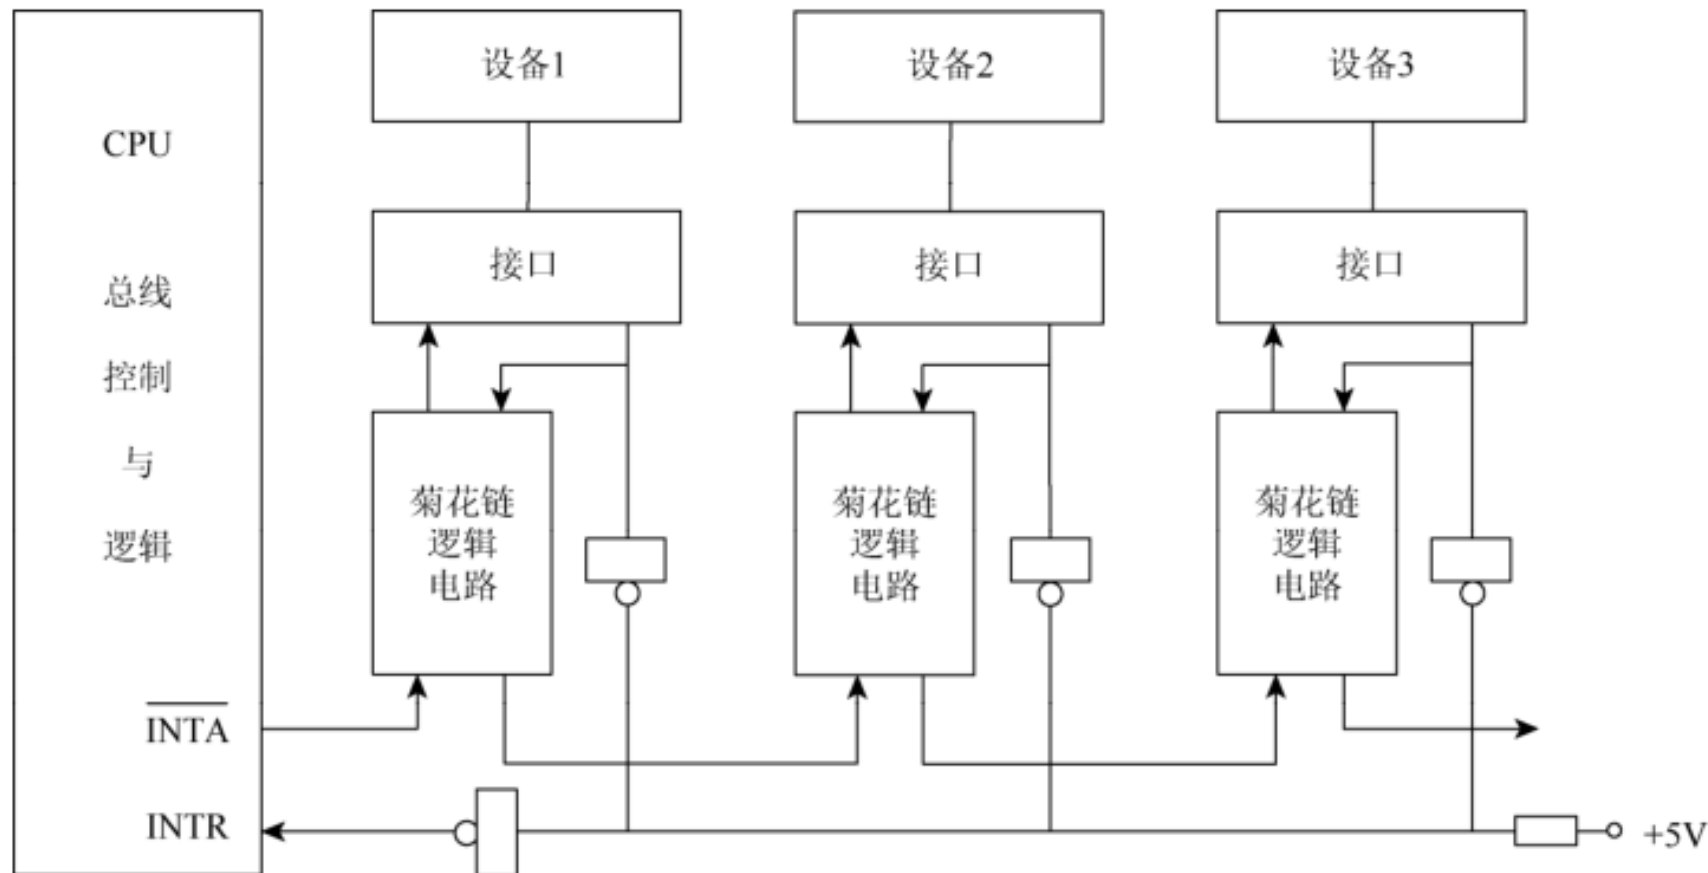 CPU
总线
控制
与
逻辑
INTA
INTR
设备1
接口
菊花链
逻辑
电路
设备2
接口
菊花链
逻辑
电路
设备3
接口
菊花链
逻辑
电路
+5V